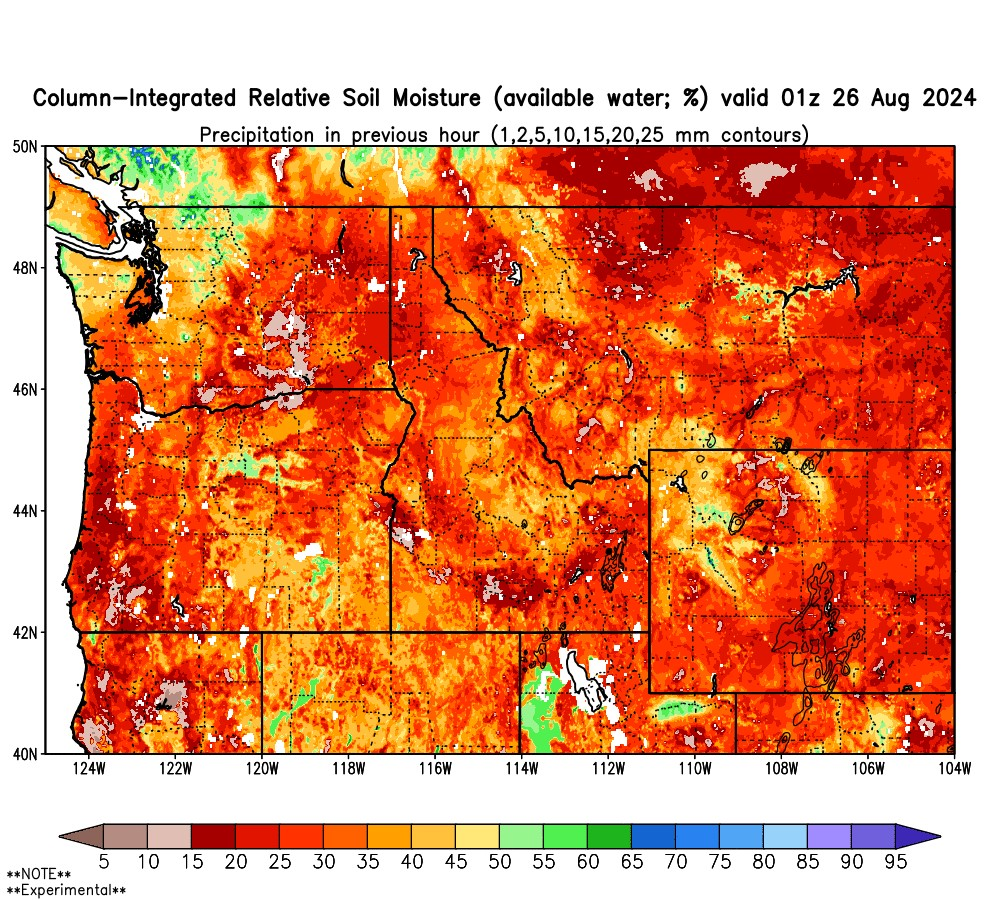 Column-Integrated Relative Soil Moisture (available water; %) valid 01z 26 Aug 2024
Precipitation in previous hour (1,2,5,10,15,20,25 mm contours)
50N
48N
46N
44N
42N
40N
124W 122W 120W 118W 116W 114W 112W 110W 108W 106W 104W
5 10 15 20 25 30 35 40 45 50 55 60 65 70 75 80 85 90 95
**NOTE**
**Experimental**